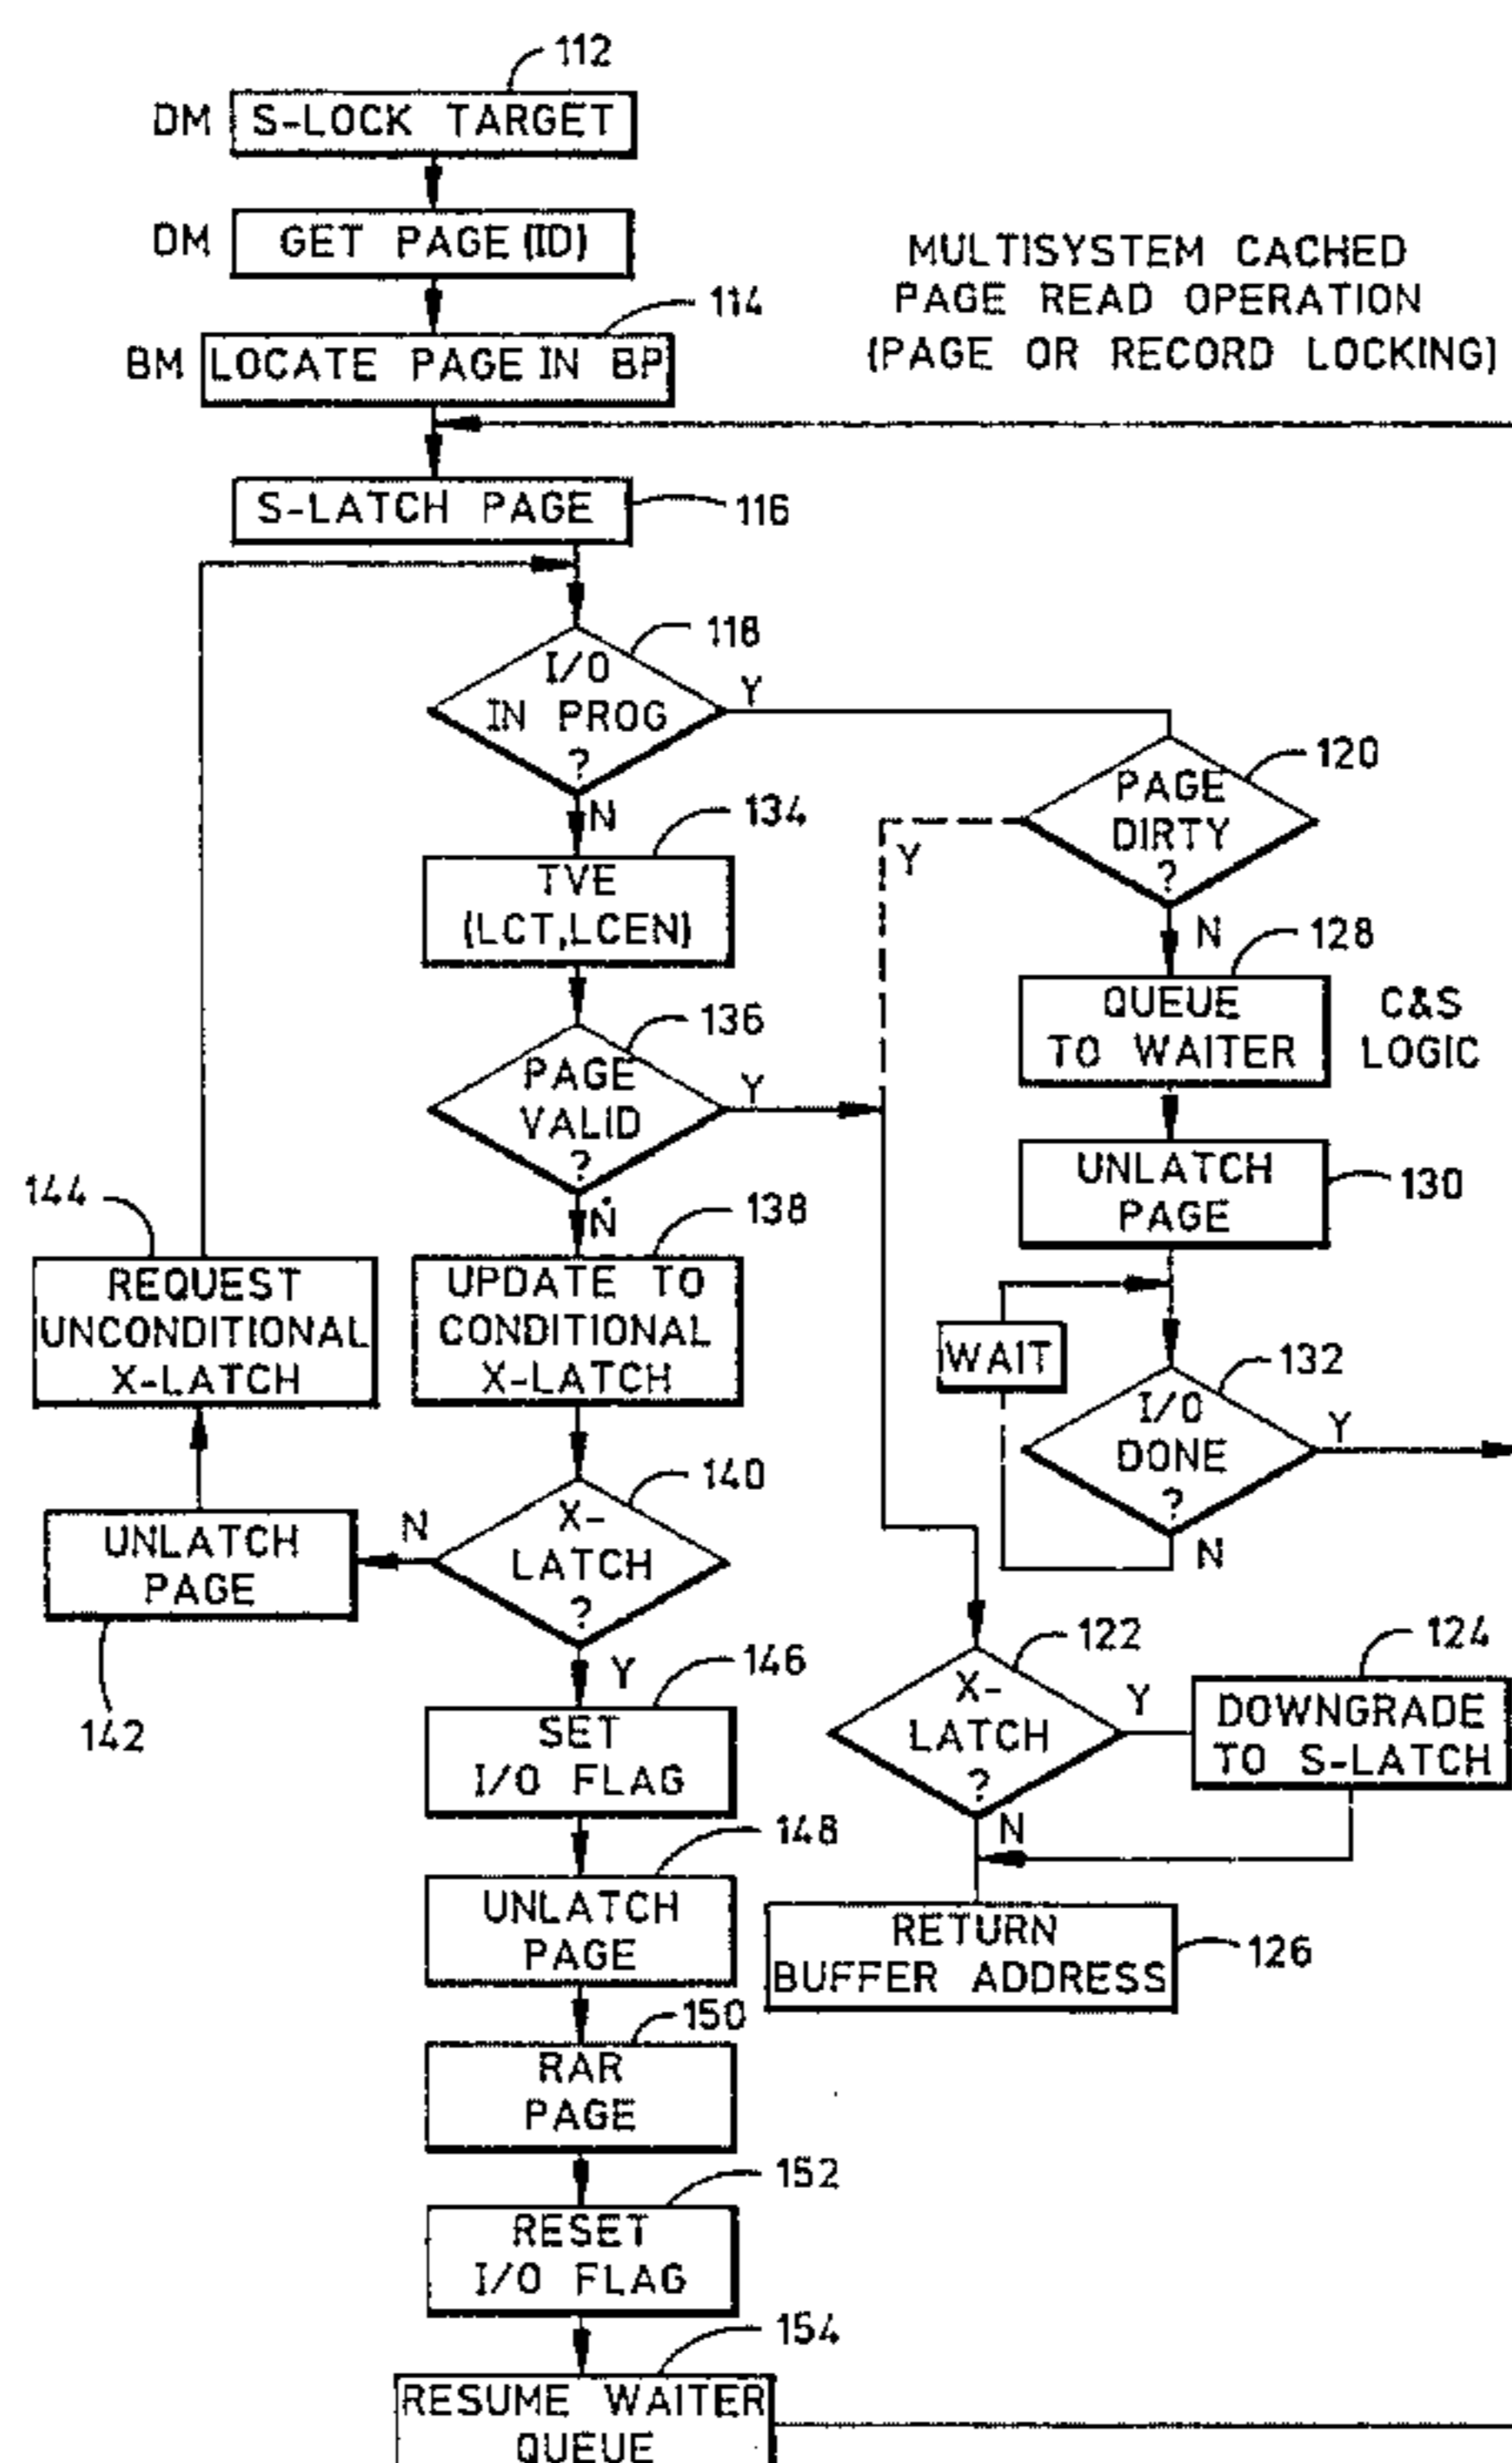 112
DM S-LOCK TARGET
DM GET PAGE (ID)
MULTISYSTEM CACHED
PAGE READ OPERATION
(PAGE OR RECORD LOCKING)
114
BM LOCATE PAGE IN BP
S-LATCH PAGE
116
118
I/O
IN PROG
?
Y
N
120
PAGE
DIRTY
?
Y
N
134
TVE
(LCT,LCEN)
128
QUEUE
TO WAITER
C&S
LOGIC
136
PAGE
VALID
?
Y
N
130
UNLATCH
PAGE
144
REQUEST
UNCONDITIONAL
X-LATCH
138
UPDATE TO
CONDITIONAL
X-LATCH
WAIT
132
I/O
DONE
?
Y
N
140
X-
LATCH
?
N
Y
UNLATCH
PAGE
142
146
SET
I/O FLAG
122
X-
LATCH
?
Y
N
124
DOWNGRADE
TO S-LATCH
148
UNLATCH
PAGE
RETURN
BUFFER ADDRESS
126
150
RAR
PAGE
152
RESET
I/O FLAG
154
RESUME WAITER
QUEUE